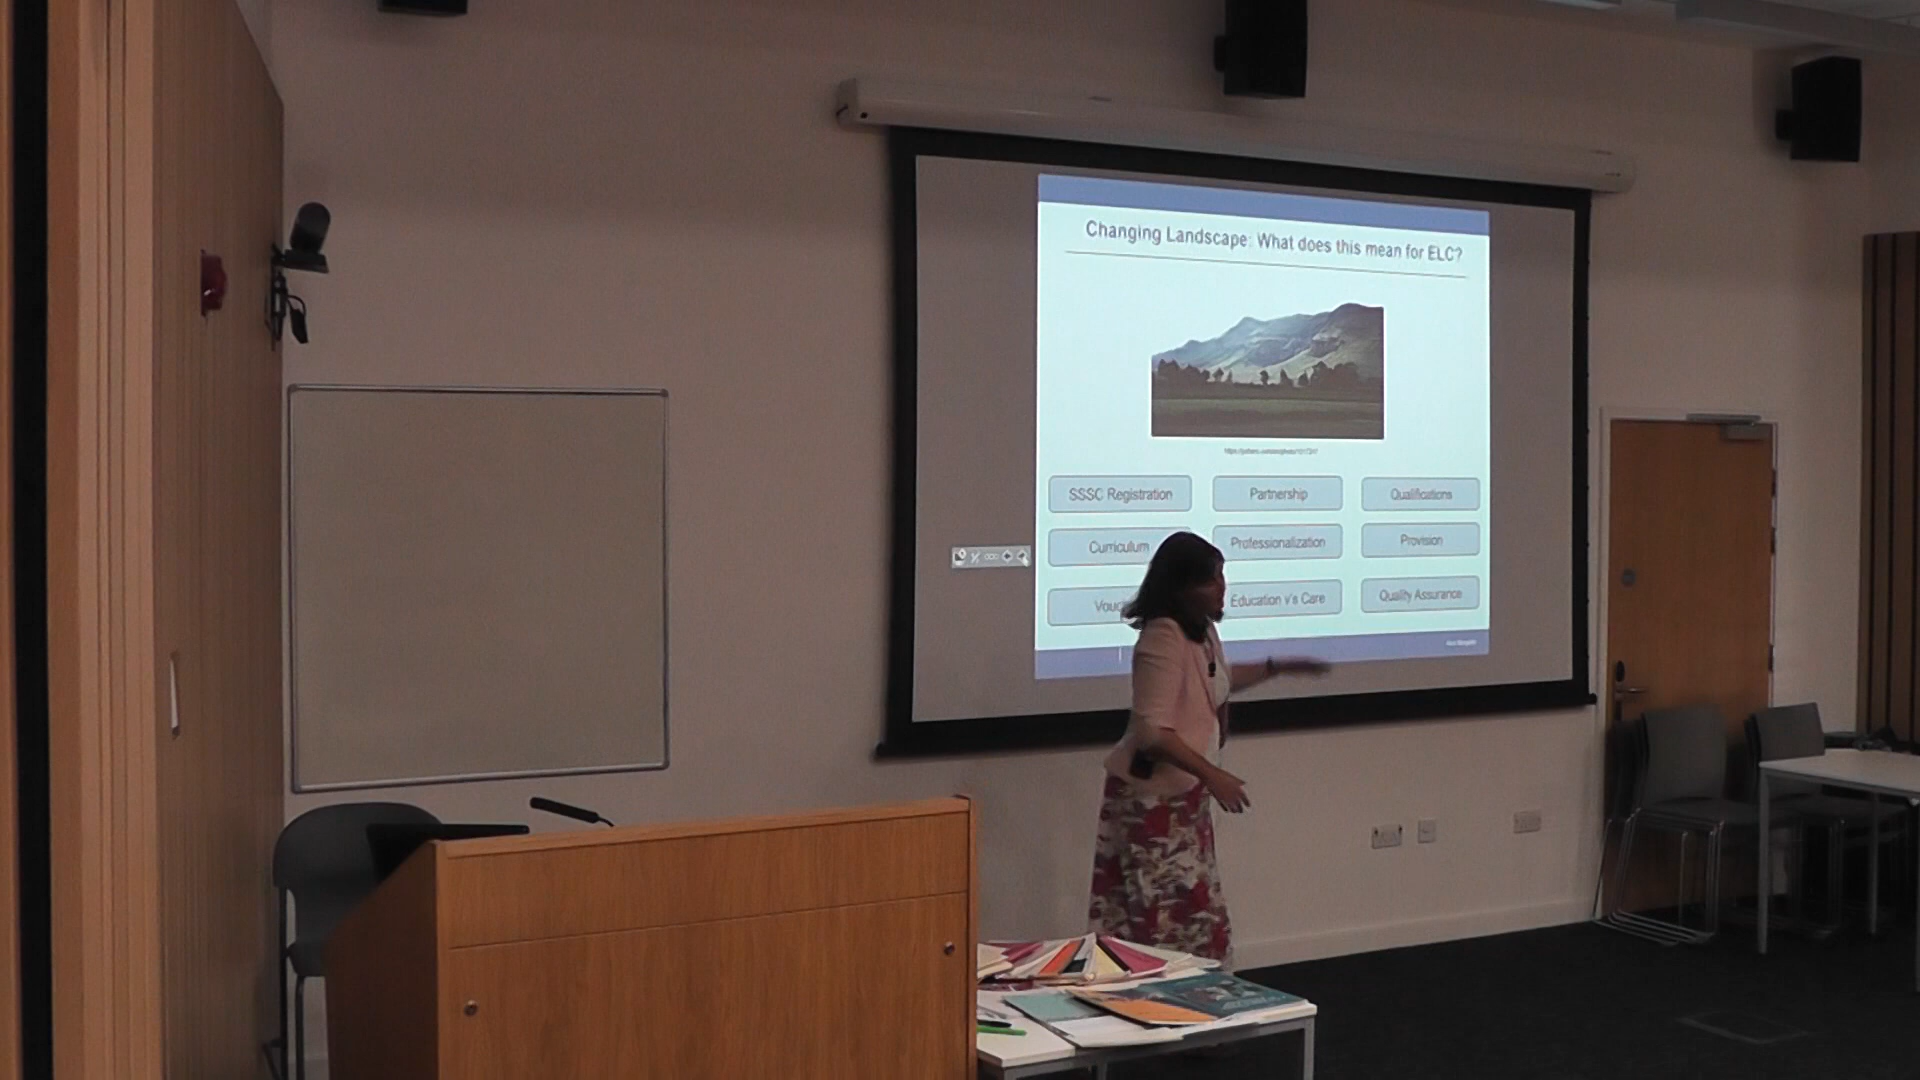 Changing Landscape: What does this mean for ELC?
SSSC Registration
Partnership
Qualifications
Curriculum
Professionalization
Provision
Education v's Care
Quality Assurance